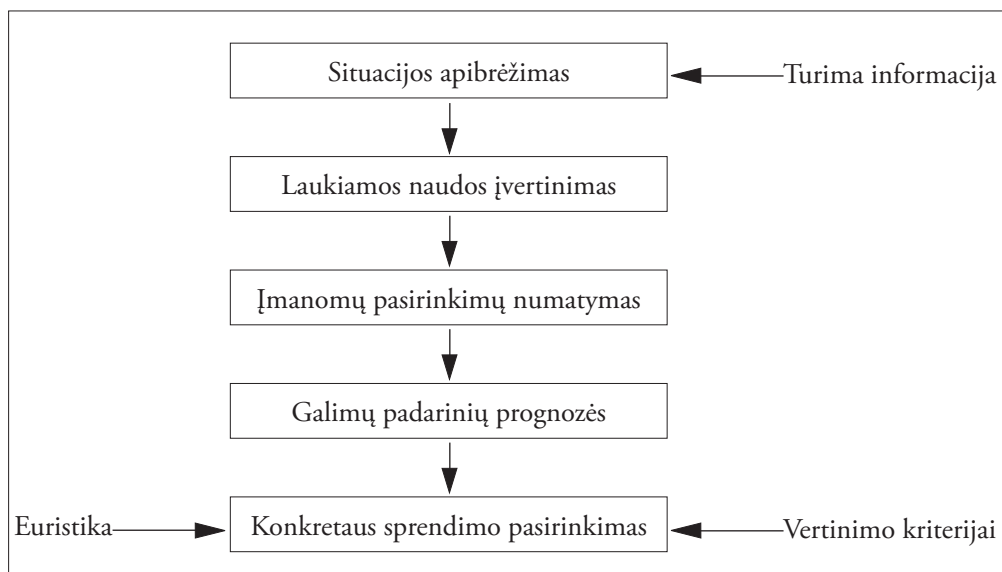 Situacijos apibrėžimas
Turima informacija
Laukiamos naudos įvertinimas
Įmanomų pasirinkimų numatymas
Galimų padarinių prognozės
Euristika
Konkretaus sprendimo pasirinkimas
Vertinimo kriterijai